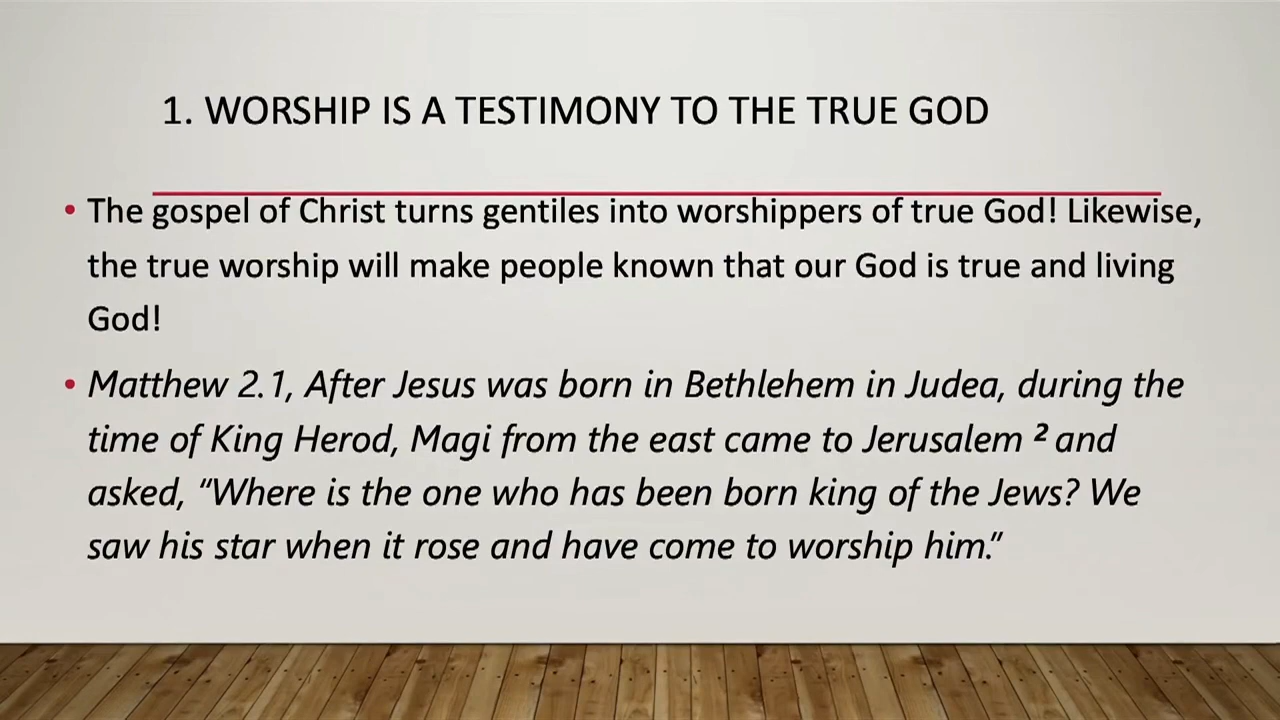 1. WORSHIP IS A TESTIMONY TO THE TRUE GOD
• The gospel of Christ turns gentiles into worshippers of true God! Likewise,
the true worship will make people known that our God is true and living
God!
• Matthew 2.1, After Jesus was born in Bethlehem in Judea, during the
time of King Herod, Magi from the east came to Jerusalem ² and
asked, “Where is the one who has been born king of the Jews? We
saw his star when it rose and have come to worship him.”